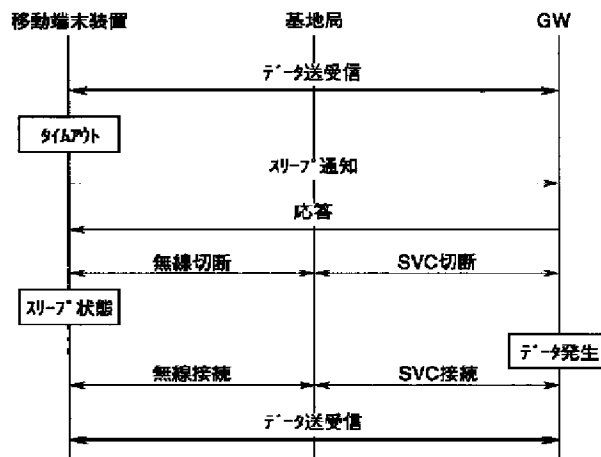 移動端末装置 基地局 GW
データ送受信
タイムアウト
スリープ通知
応答
無線切断 SVC切断
スリープ状態
データ発生
無線接続 SVC接続
データ送受信